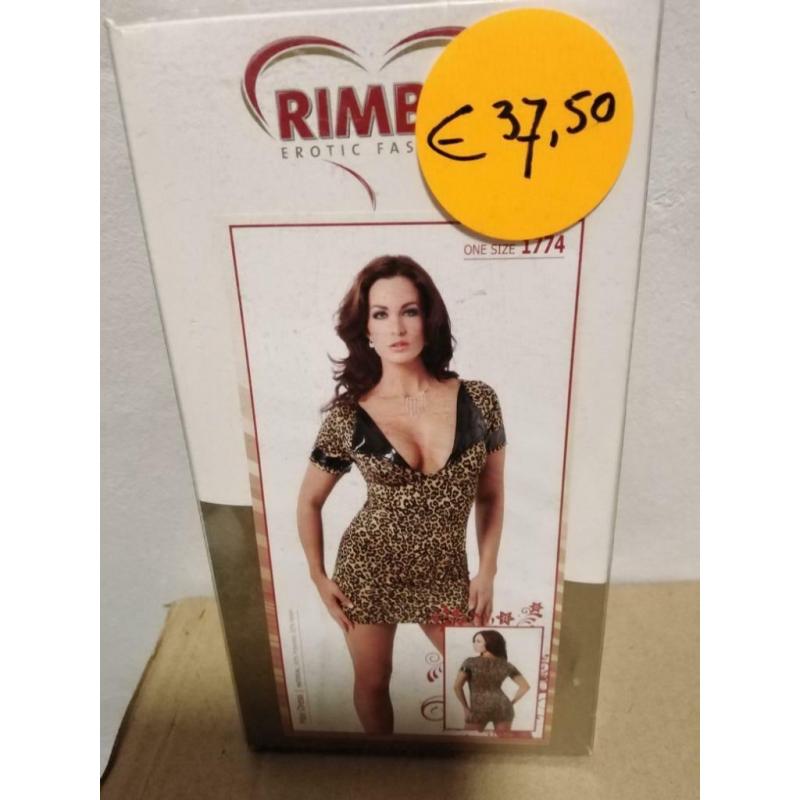 RIMB
€ 37,50
EROTIC FAS
ONE SIZE 1774